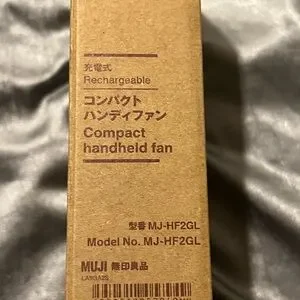 充電式
Rechargeable
コンパクト
ハンディファン
Compact
handheld fan
型番 MJ-HF2GL
Model No. MJ-HF2GL
MUJI 無印良品